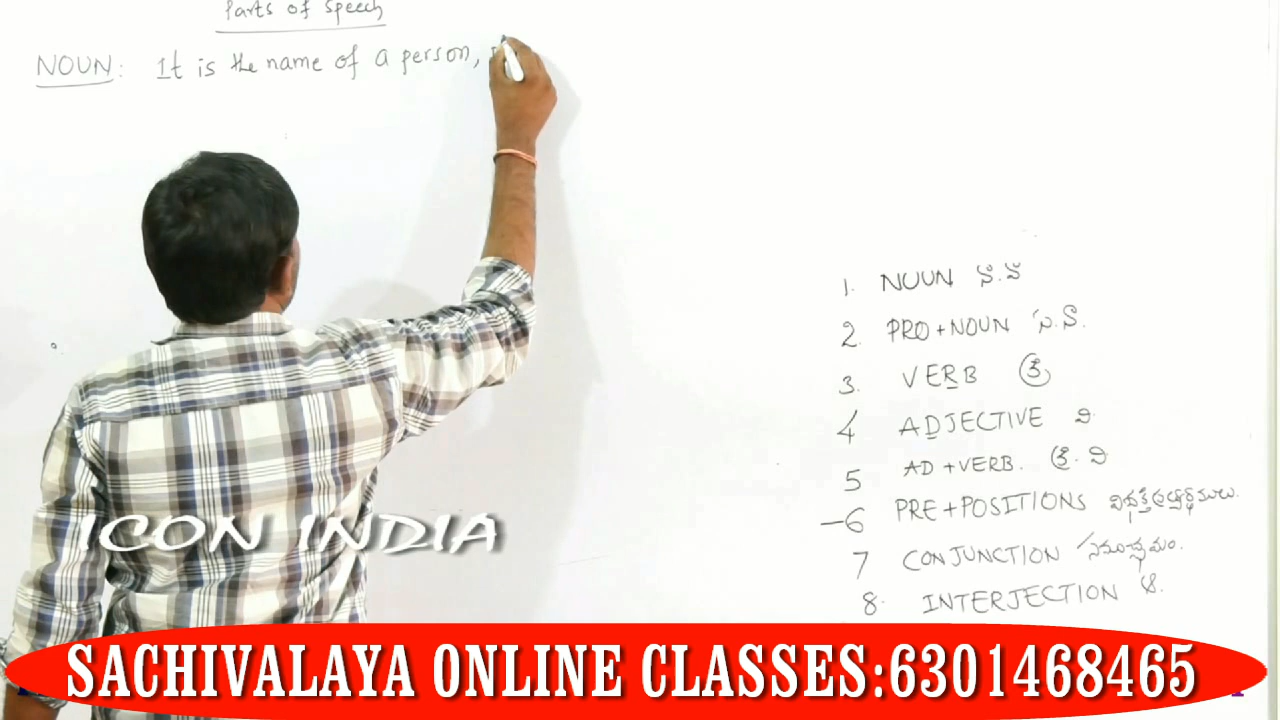 Parts of Speech
NOUN: It is the name of a person,
1. NOUN నా.వ
2. PRO+NOUN స.నా.
3. VERB క్రి
4 ADJECTIVE వి
5 AD+VERB. క్రి.వి
-6 PRE+POSITIONS
7 CONJUNCTION
8. INTERJECTION
ICON INDIA
SACHIVALAYA ONLINE CLASSES:6301468465